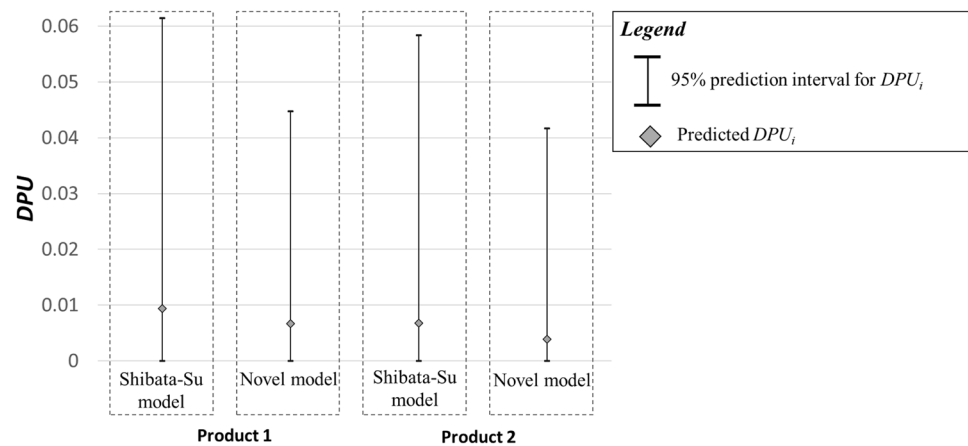 0.06
0.05
0.04
0.03
0.02
0.01
0
DPU
Shibata-Su
model
Novel model
Shibata-Su
model
Novel model
Product 1
Product 2
Legend
95% prediction interval for DPUi
Predicted DPUi